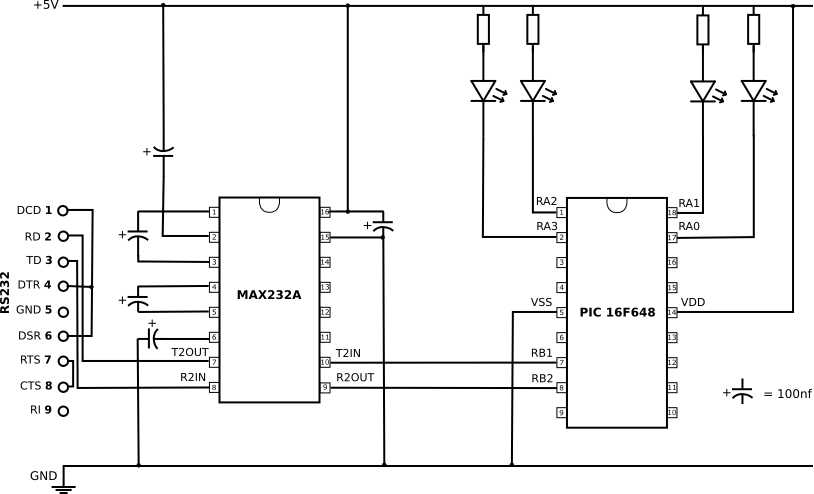 +5V
+
RA2
RA1
DCD 1
1
16
1
18
+
+
RD 2
2
15
RA3
2
17
RA0
TD 3
3
14
3
16
RS232
DTR 4
4
13
4
15
+
MAX232A
GND 5
5
12
VSS
5
PIC 16F648
14
VDD
+
DSR 6
6
11
6
13
RTS 7
T2OUT
7
10
T2IN
RB1
7
12
CTS 8
R2IN
8
9
R2OUT
RB2
8
11
+ = 100nf
RI 9
9
10
GND